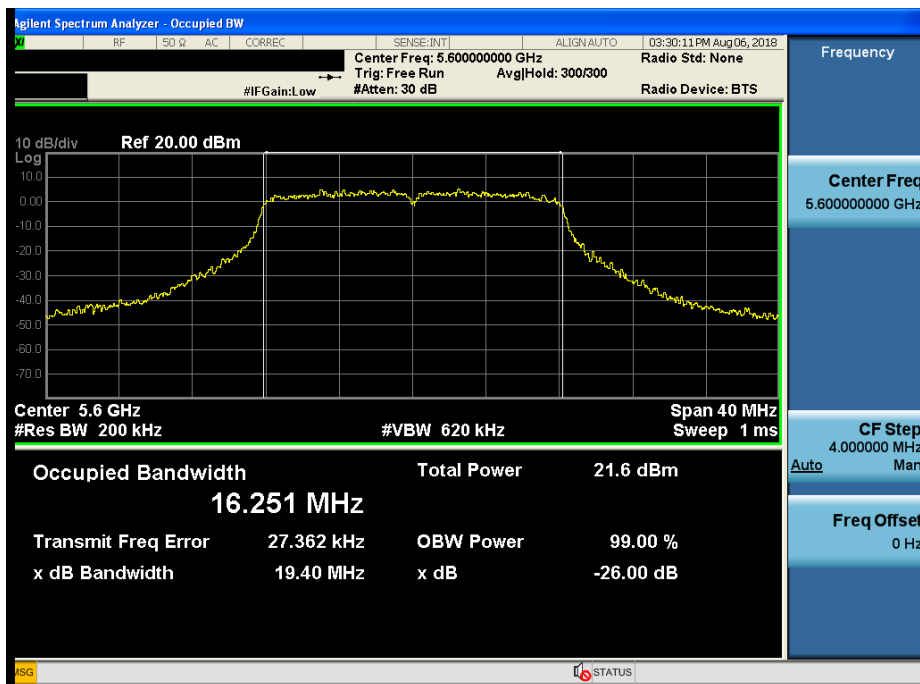 Agilent Spectrum Analyzer - Occupied BW
XI RF 50 Ω AC CORREC SENSE:INT ALIGN AUTO 03:30:11 PM Aug 06, 2018
Center Freq: 5.600000000 GHz Radio Std: None
Trig: Free Run Avg|Hold: 300/300
#IFGain:Low #Atten: 30 dB Radio Device: BTS
10 dB/div Ref 20.00 dBm
Log
10.0
0.00
-10.0
-20.0
-30.0
-40.0
-50.0
-60.0
-70.0
Center 5.6 GHz Span 40 MHz
#Res BW 200 kHz #VBW 620 kHz Sweep 1 ms
Occupied Bandwidth Total Power 21.6 dBm
16.251 MHz
Transmit Freq Error 27.362 kHz OBW Power 99.00 %
x dB Bandwidth 19.40 MHz x dB -26.00 dB
Frequency
Center Freq
5.600000000 GHz
CF Step
4.000000 MHz
Auto Man
Freq Offset
0 Hz
MSG STATUS